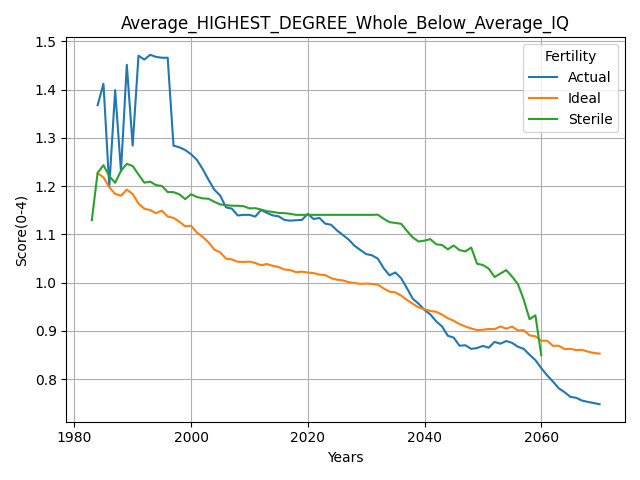 Average_HIGHEST_DEGREE_Whole_Below_Average_IQ
Fertility
Actual
Ideal
Sterile
Score(0-4)
1.5
1.4
1.3
1.2
1.1
1.0
0.9
0.8
1980
2000
2020
2040
2060
Years